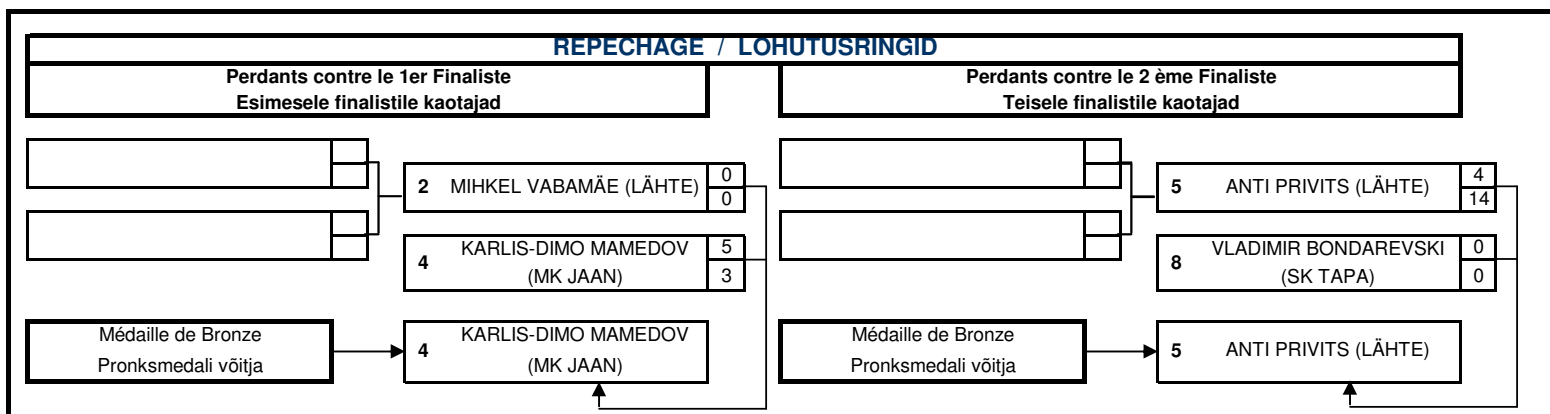 REPECHAGE / LOHUTUSRINGID
Perdants contre le 1er Finaliste
Esimesele finalistile kaotajad
Perdants contre le 2 ème Finaliste
Teisele finalistile kaotajad
2 MIHKEL VABAMÄE (LÄHTE) 0
0
4 KARLIS-DIMO MAMEDOV 5
(MK JAAN) 3
5 ANTI PRIVITS (LÄHTE) 4
14
8 VLADIMIR BONDAREVSKI 0
(SK TAPA) 0
Médaille de Bronze
Pronksmedali võitja
4 KARLIS-DIMO MAMEDOV
(MK JAAN)
Médaille de Bronze
Pronksmedali võitja
5 ANTI PRIVITS (LÄHTE)